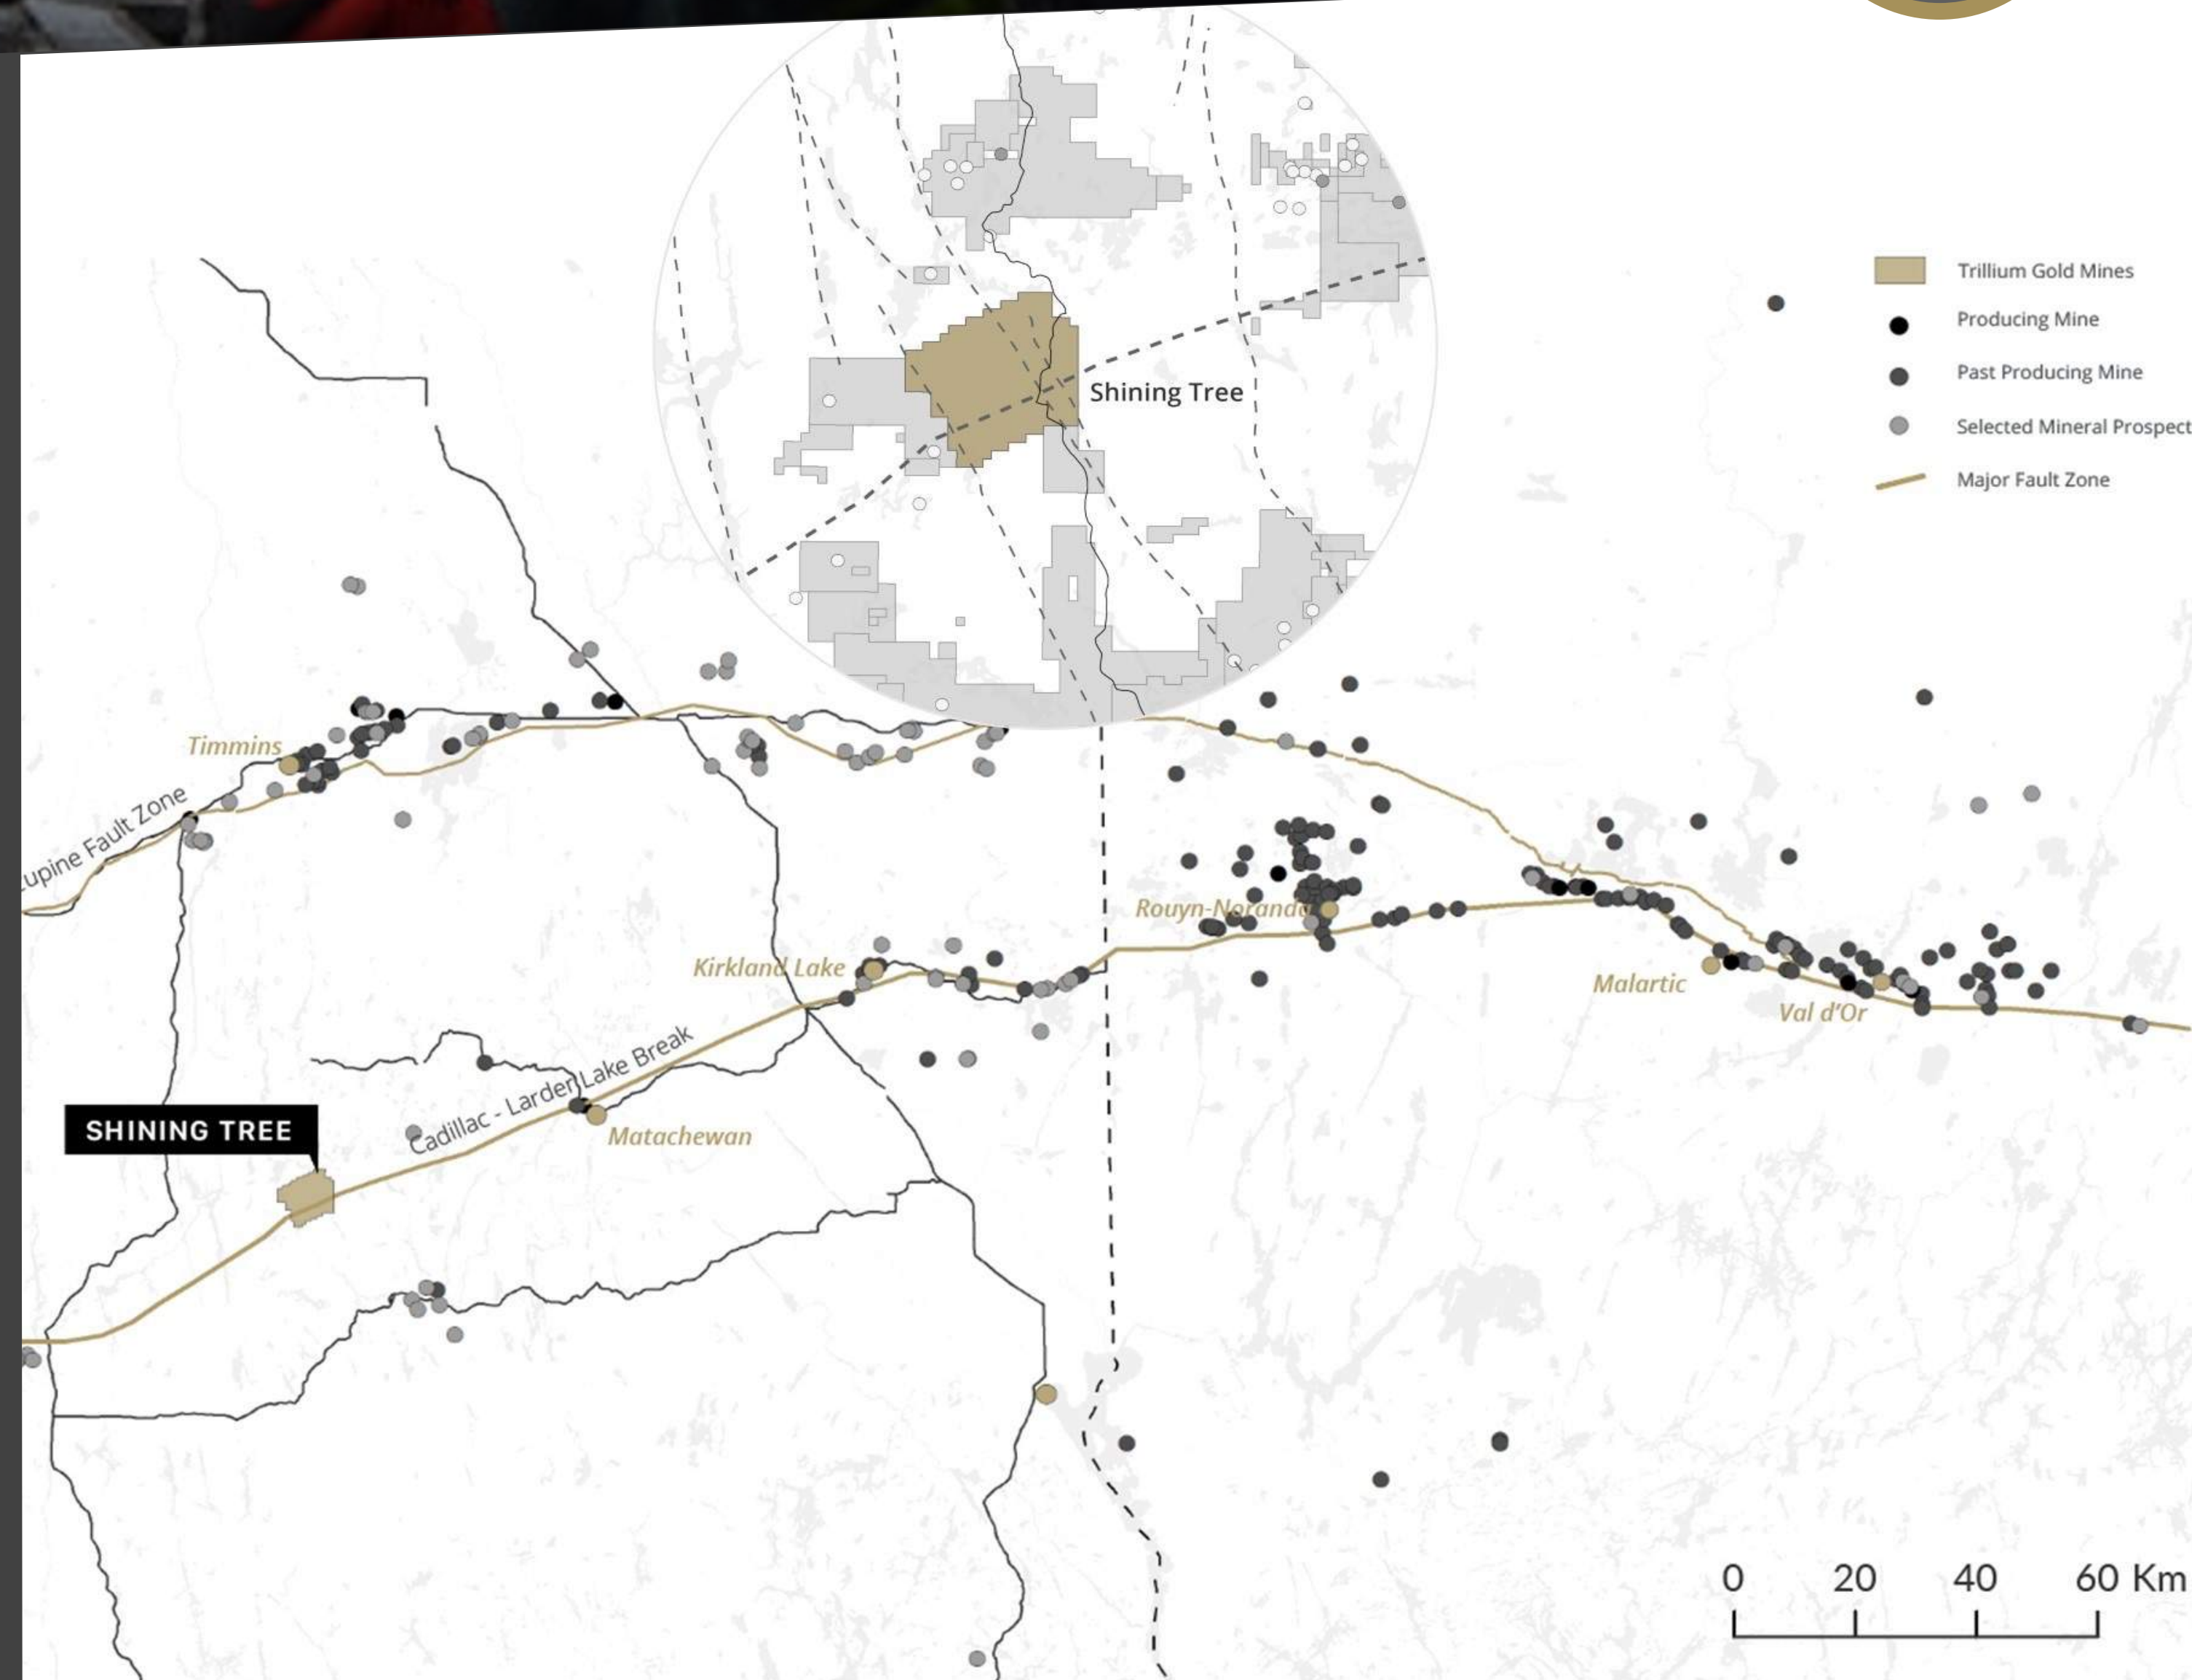 Trillium Gold Mines
Producing Mine
Past Producing Mine
Selected Mineral Prospect
Major Fault Zone
Shining Tree
Timmins
upine Fault Zone
Rouyn-Noranda
Kirkland Lake
Malartic
Val d'Or
Cadillac - Larder Lake Break
SHINING TREE
Matachewan
0 20 40 60 Km